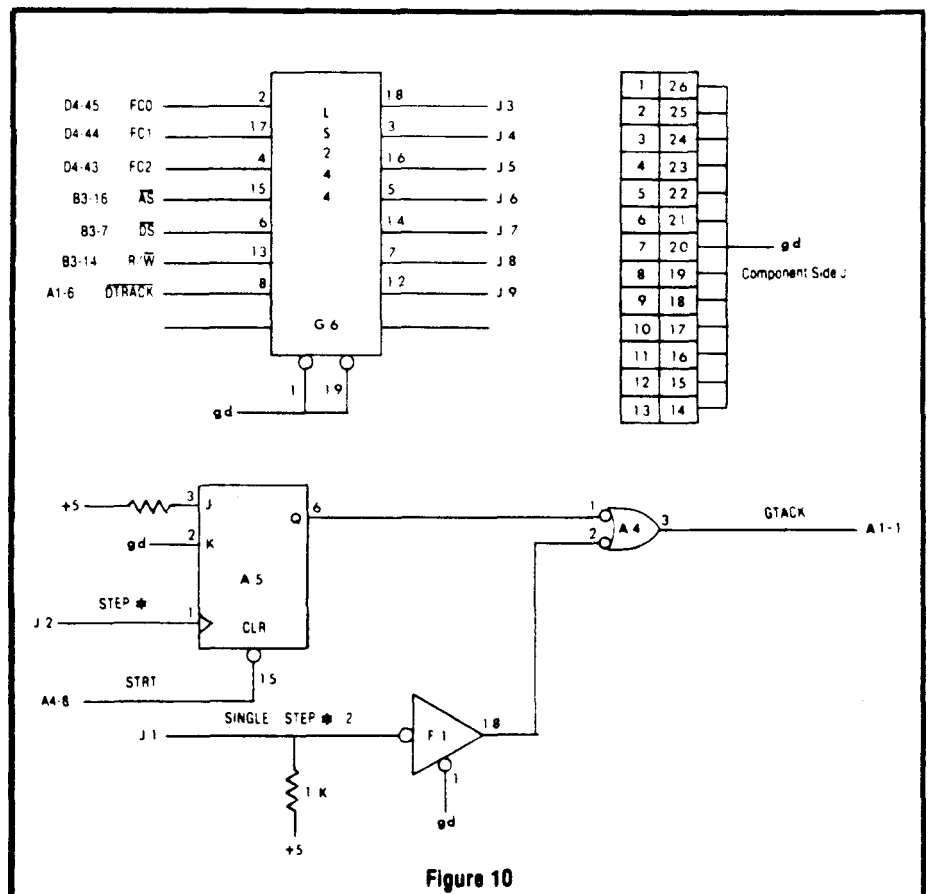 D4-45 FC0 2 18 J3
D4-44 FC1 17 3 J4
D4-43 FC2 4 16 J5
B3-16 AS 15 5 J6
B3-7 DS 6 14 J7
B3-14 R/W 13 7 J8
A1-6 DTRACK 8 12 J9
LS244
G6
1 19
gd
1 26
2 25
3 24
4 23
5 22
6 21
7 20 gd
8 19 Component Side J
9 18
10 17
11 16
12 15
13 14
+5 3 J Q 6
gd 2 K
A5
J2 STEP * 1
CLR
15
A4-8 STRT
1 2 A4 3 GTACK A1-1
J1 SINGLE STEP * 2 F1 18
1
gd
1 K
+5
Figure 10